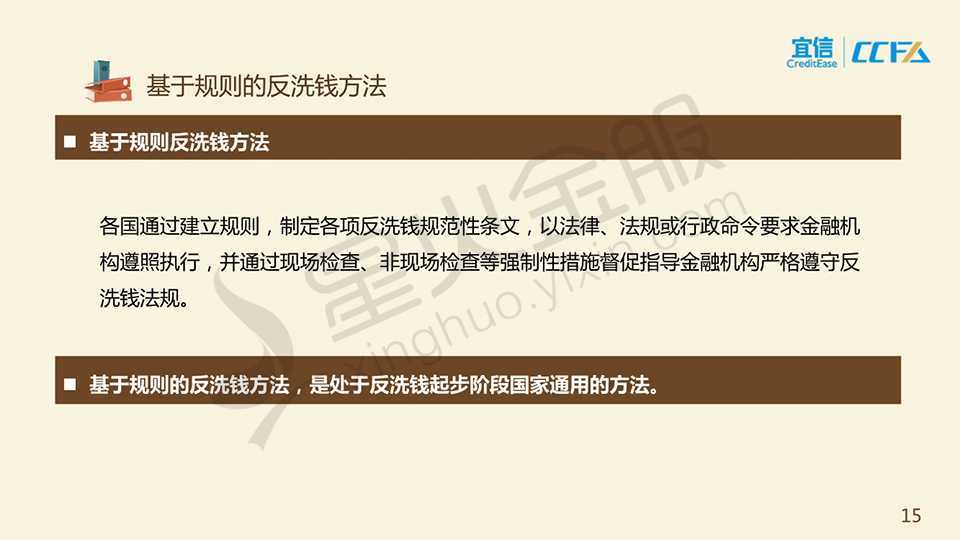 宜信
CreditEase
CCFA
基于规则的反洗钱方法
■ 基于规则反洗钱方法
各国通过建立规则，制定各项反洗钱规范性条文，以法律、法规或行政命令要求金融机
构遵照执行，并通过现场检查、非现场检查等强制性措施督促指导金融机构严格遵守反
洗钱法规。
■ 基于规则的反洗钱方法，是处于反洗钱起步阶段国家通用的方法。
星火金服
xinghuo.yixin.com
15